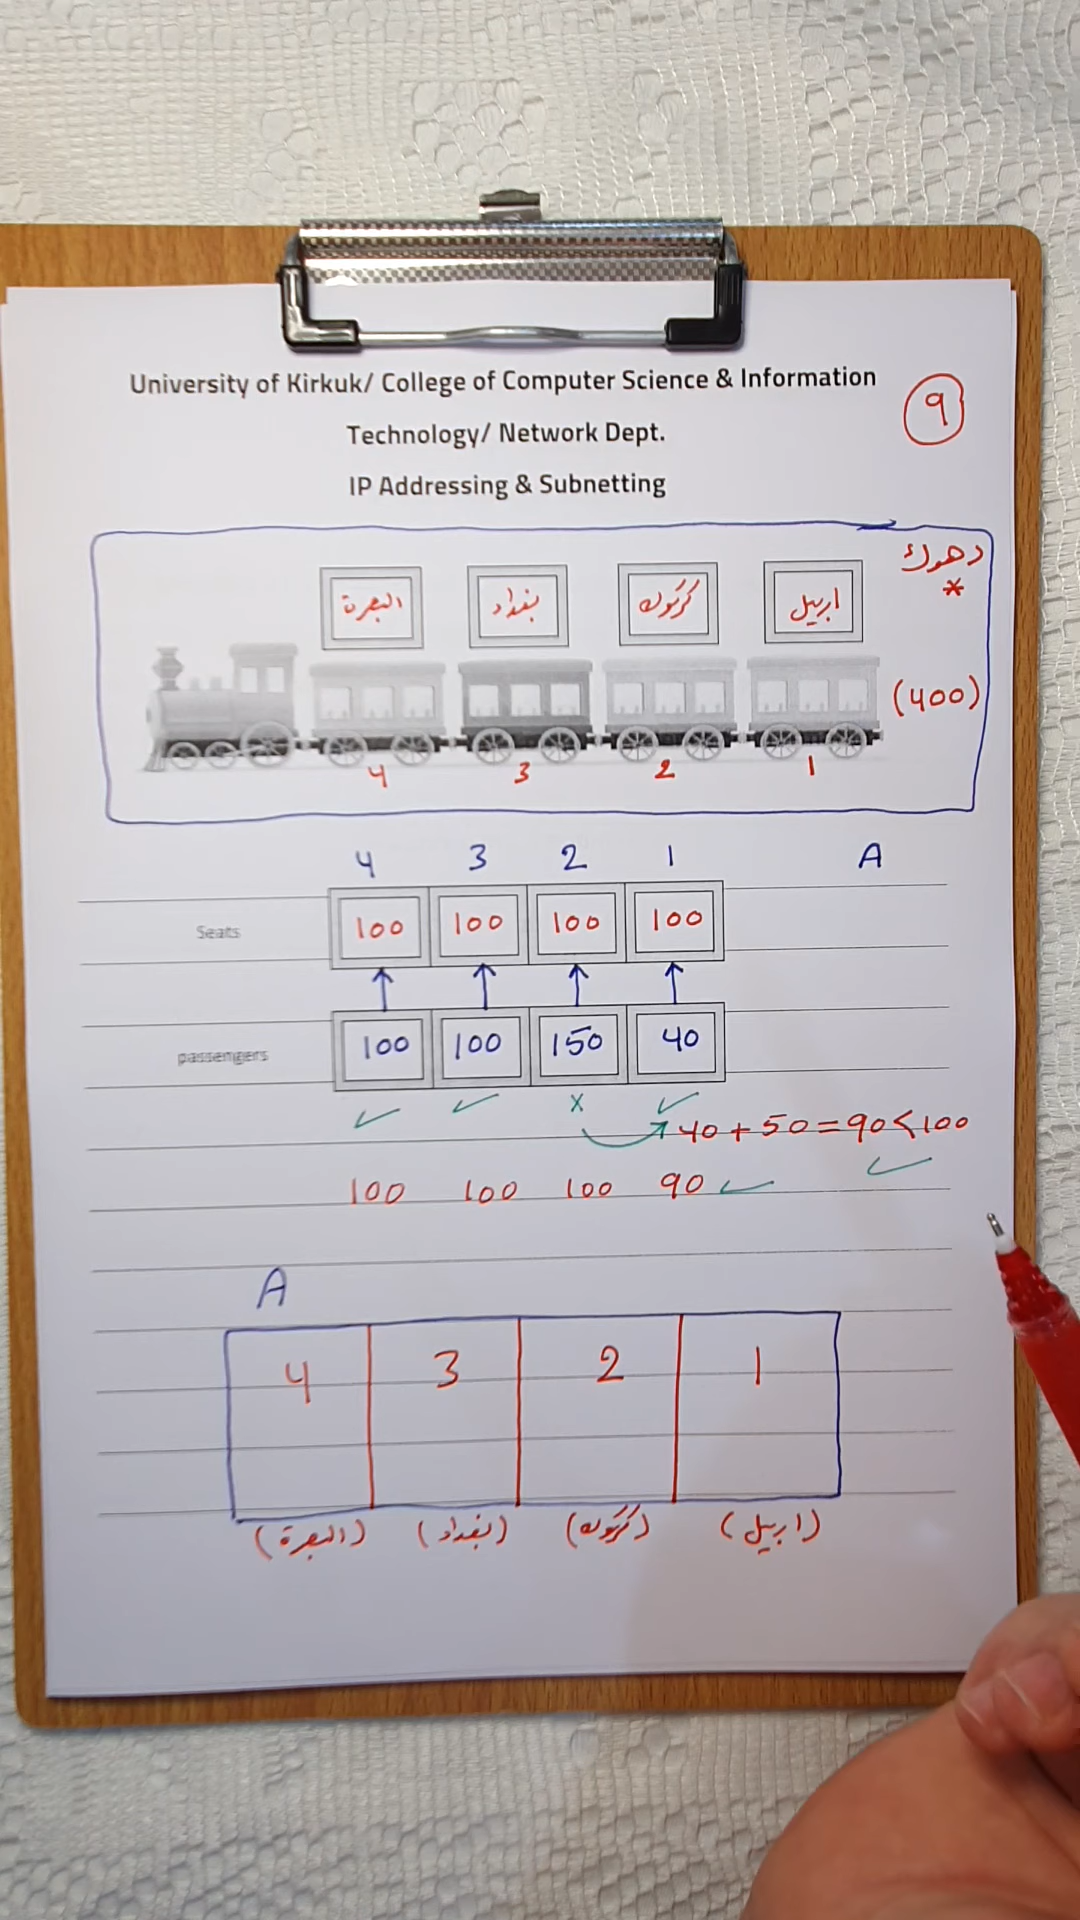 University of Kirkuk/ College of Computer Science & Information
Technology/ Network Dept.
IP Addressing & Subnetting
9
دهوك
*
البصرة بغداد كركوك اربيل
(400)
4 3 2 1
4 3 2 1 A
Seats 100 100 100 100
passengers 100 100 150 40
✓ ✓ x ✓
40 + 50 = 90 < 100
✓
100 100 100 90 ✓
A
4 3 2 1
(البصرة) (بغداد) (كركوك) (اربيل)